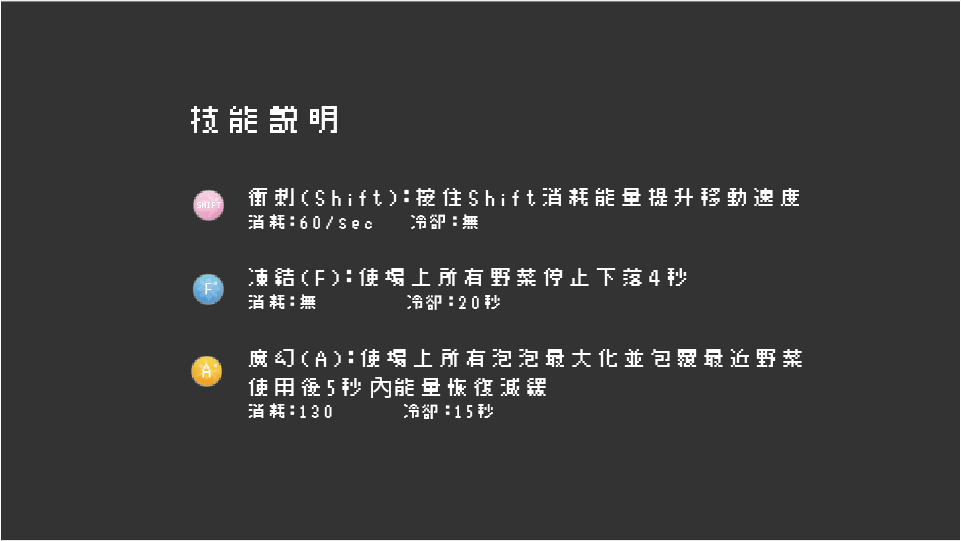 技能說明
SHIFT
衝刺(Shift):按住Shift消耗能量提升移動速度
消耗:60/Sec 冷卻:無
F
凍結(F):使場上所有野菜停止下落4秒
消耗:無 冷卻:20秒
A
魔幻(A):使場上所有泡泡最大化並包覆最近野菜
使用後5秒內能量恢復減緩
消耗:130 冷卻:15秒